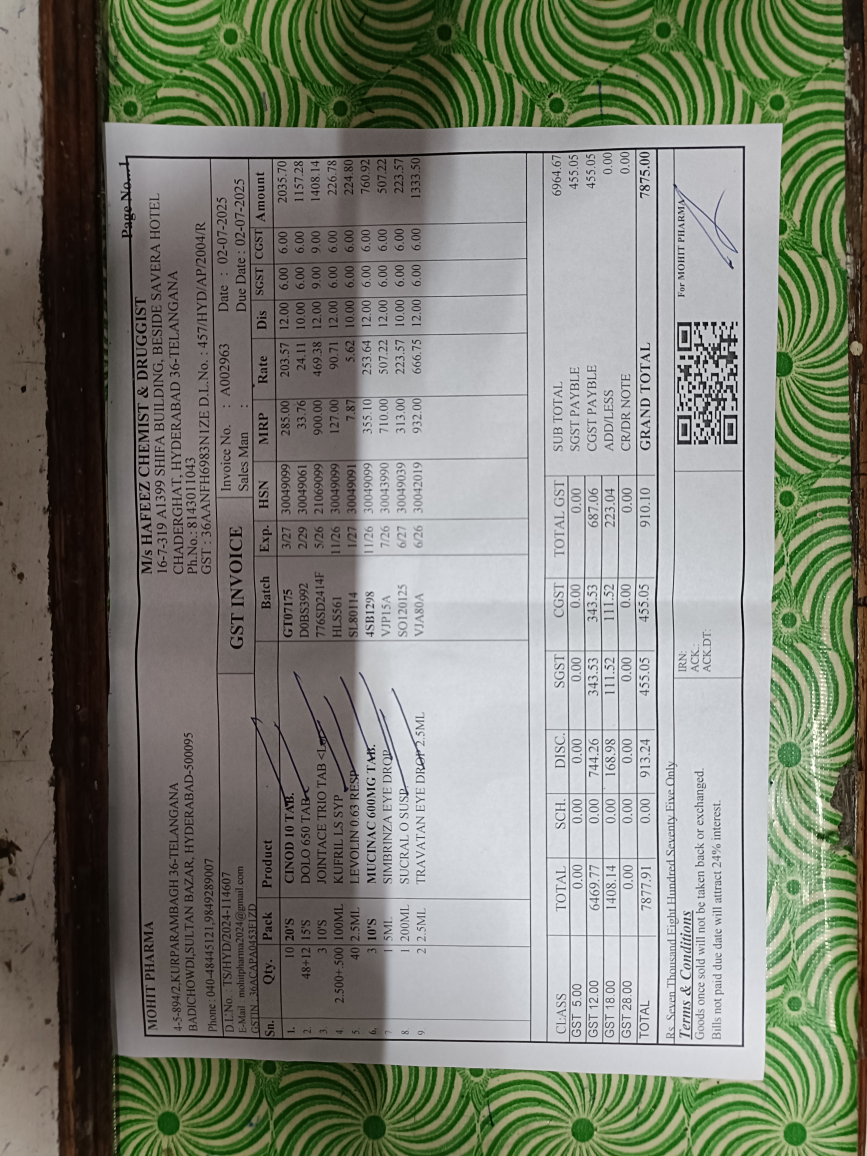 Page No...1
MOHIT PHARMA
4-5-894/2,KURPARAMBAGH 36-TELANGANA
BADICHOWDI,SULTAN BAZAR, HYDERABAD-500095
Phone : 040-48445121,9849289007
D.L.No. : TS/HYD/2024-114607
E-Mail mohitpharma2024@gmail.com
M/s HAFEEZ CHEMIST & DRUGGIST
16-7-319 A1399 SHIFA BUILDING, BESIDE SAVERA HOTEL
CHADERGHAT, HYDERABAD 36-TELANGANA
Ph.No.: 8143011043
GST : 36AANFH6983N1ZE D.L.No. : 457/HYD/AP/2004/R
GST INVOICE
Invoice No. : A002963 Date : 02-07-2025
Sales Man : Due Date : 02-07-2025
Sn. Qty. Pack Product Batch Exp. HSN MRP Rate Dis SGST CGST Amount
1. 10 20'S CINOD 10 TAB. GT07175 3/27 30049099 285.00 203.57 12.00 6.00 6.00 2035.70
2 48+12 15'S DOLO 650 TAB D0BS3992 2/29 30049061 33.76 24.11 10.00 6.00 6.00 1157.28
3. 3 10'S JOINTACE TRIO TAB 776SD2414F 5/26 21069099 900.00 469.38 12.00 9.00 9.00 1408.14
4 2.500+.500 100ML KUFRIL LS SYP HLS561 11/26 30049099 127.00 90.71 12.00 6.00 6.00 226.78
5 40 2.5ML LEVOLIN 0.63 RESP SL80114 1/27 30049091 7.87 5.62 10.00 6.00 6.00 224.80
6. 3 10'S MUCINAC 600MG TAB. 4SB1298 11/26 30049099 355.10 253.64 12.00 6.00 6.00 760.92
7 1 5ML SIMBRINZA EYE DROP VJP15A 7/26 30043990 710.00 507.22 12.00 6.00 6.00 507.22
8. 1 200ML SUCRAL O SUSP SO120125 6/27 30049039 313.00 223.57 10.00 6.00 6.00 223.57
9 2 2.5ML TRAVATAN EYE DROP 2.5ML VJA80A 6/26 30042019 932.00 666.75 12.00 6.00 6.00 1333.50
CLASS TOTAL SCH. DISC. SGST CGST TOTAL GST
GST 5.00 0.00 0.00 0.00 0.00 0.00 0.00
GST 12.00 6469.77 0.00 744.26 343.53 343.53 687.06
GST 18.00 1408.14 0.00 168.98 111.52 111.52 223.04
GST 28.00 0.00 0.00 0.00 0.00 0.00 0.00
TOTAL 7877.91 0.00 913.24 455.05 455.05 910.10
SUB TOTAL 6964.67
SGST PAYBLE 455.05
CGST PAYBLE 455.05
ADD/LESS 0.00
CR/DR NOTE 0.00
GRAND TOTAL 7875.00
Rs. Seven Thousand Eight Hundred Seventy Five Only
Terms & Conditions
Goods once sold will not be taken back or exchanged.
Bills not paid due date will attract 24% interest.
IRN:
ACK.:
ACK.DT:
For MOHIT PHARMA